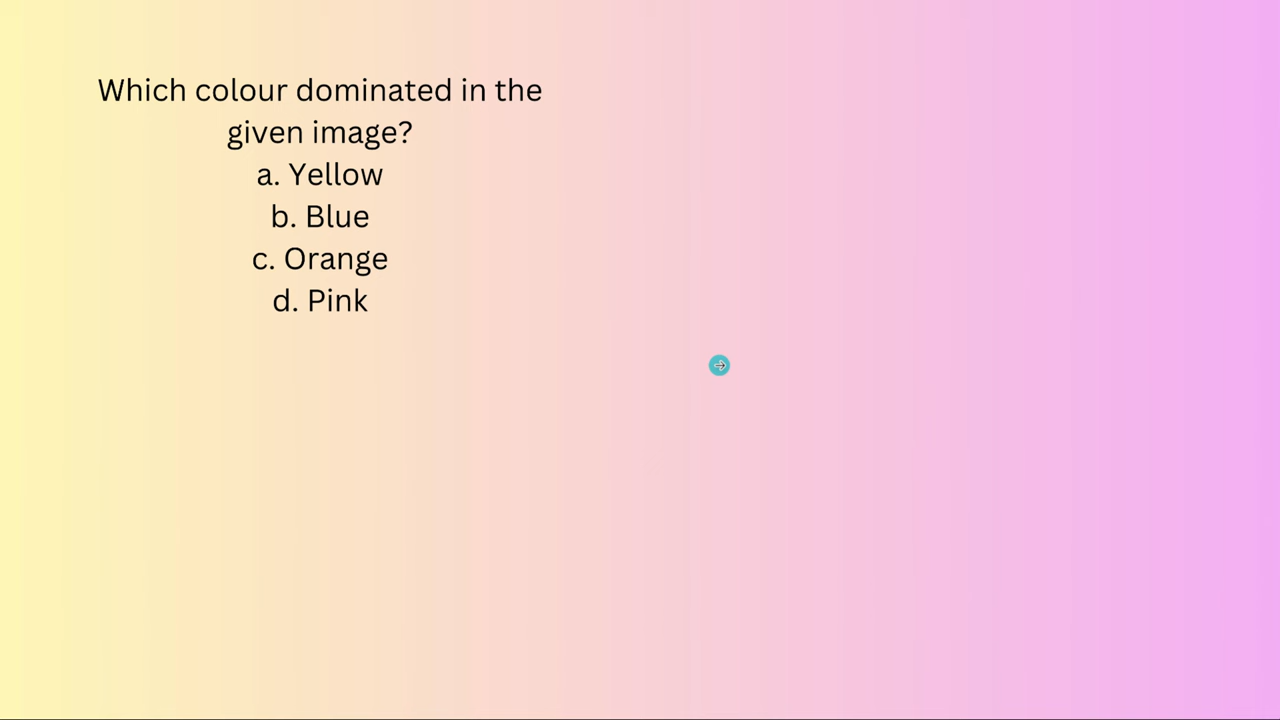 Which colour dominated in the
given image?
a. Yellow
b. Blue
c. Orange
d. Pink